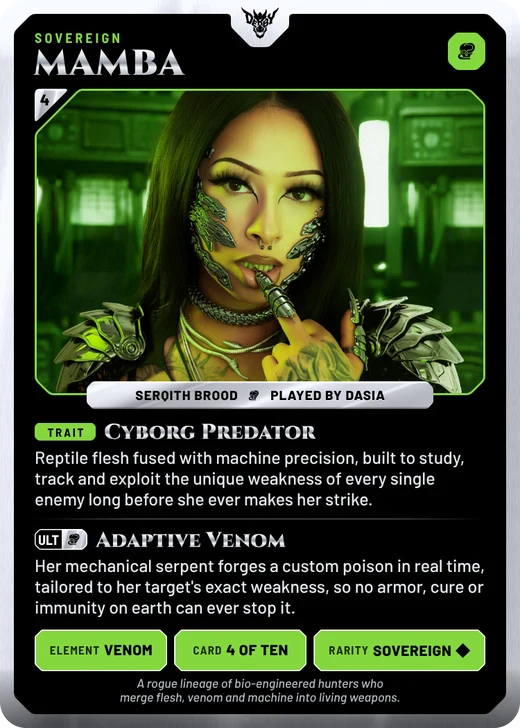 DERBY
SOVEREIGN
MAMBA
4
SERQITH BROOD PLAYED BY DASIA
TRAIT CYBORG PREDATOR
Reptile flesh fused with machine precision, built to study,
track and exploit the unique weakness of every single
enemy long before she ever makes her strike.
ULT ADAPTIVE VENOM
Her mechanical serpent forges a custom poison in real time,
tailored to her target's exact weakness, so no armor, cure or
immunity on earth can ever stop it.
ELEMENT VENOM CARD 4 OF TEN RARITY SOVEREIGN
A rogue lineage of bio-engineered hunters who
merge flesh, venom and machine into living weapons.